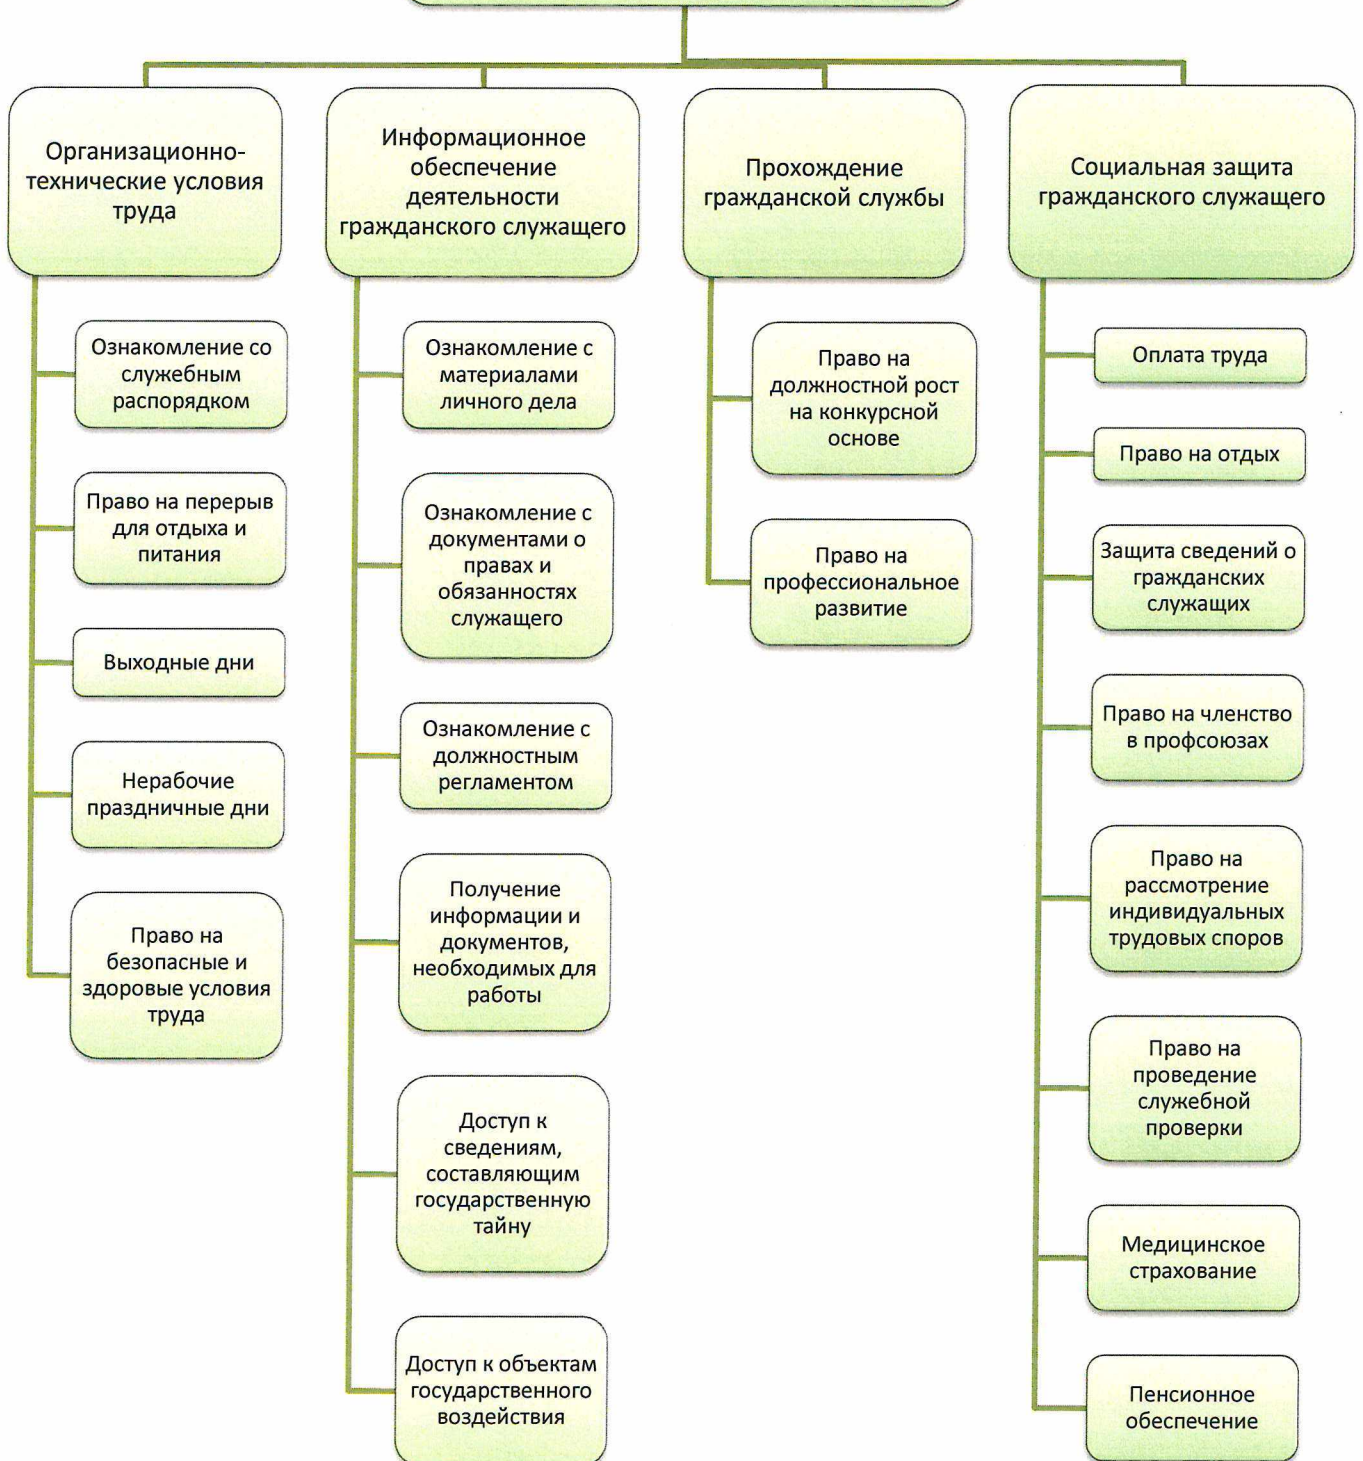 Организационно-
технические условия
труда
Ознакомление со
служебным
распорядком
Право на перерыв
для отдыха и
питания
Выходные дни
Нерабочие
праздничные дни
Право на
безопасные и
здоровые условия
труда
Информационное
обеспечение
деятельности
гражданского служащего
Ознакомление с
материалами
личного дела
Ознакомление с
документами о
правах и
обязанностях
служащего
Ознакомление с
должностным
регламентом
Получение
информации и
документов,
необходимых для
работы
Доступ к
сведениям,
составляющим
государственную
тайну
Доступ к объектам
государственного
воздействия
Прохождение
гражданской службы
Право на
должностной рост
на конкурсной
основе
Право на
профессиональное
развитие
Социальная защита
гражданского служащего
Оплата труда
Право на отдых
Защита сведений о
гражданских
служащих
Право на членство
в профсоюзах
Право на
рассмотрение
индивидуальных
трудовых споров
Право на
проведение
служебной
проверки
Медицинское
страхование
Пенсионное
обеспечение